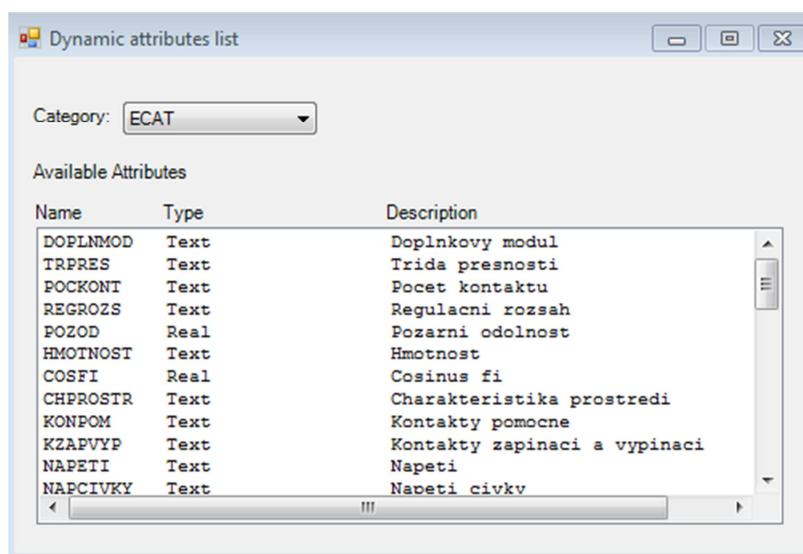 Dynamic attributes list
Category: ECAT
Available Attributes
Name Type Description
DOPLNMOD Text Doplnkovy modul
TRPRES Text Trida presnosti
POCKONT Text Pocet kontaktu
REGROZS Text Regulacni rozsah
POZOD Real Pozarni odolnost
HMOTNOST Text Hmotnost
COSFI Real Cosinus fi
CHPROSTR Text Charakteristika prostredi
KONPOM Text Kontakty pomocne
KZAPVYP Text Kontakty zapinaci a vypinaci
NAPETI Text Napeti
NAPCIVKY Text Napeti civky